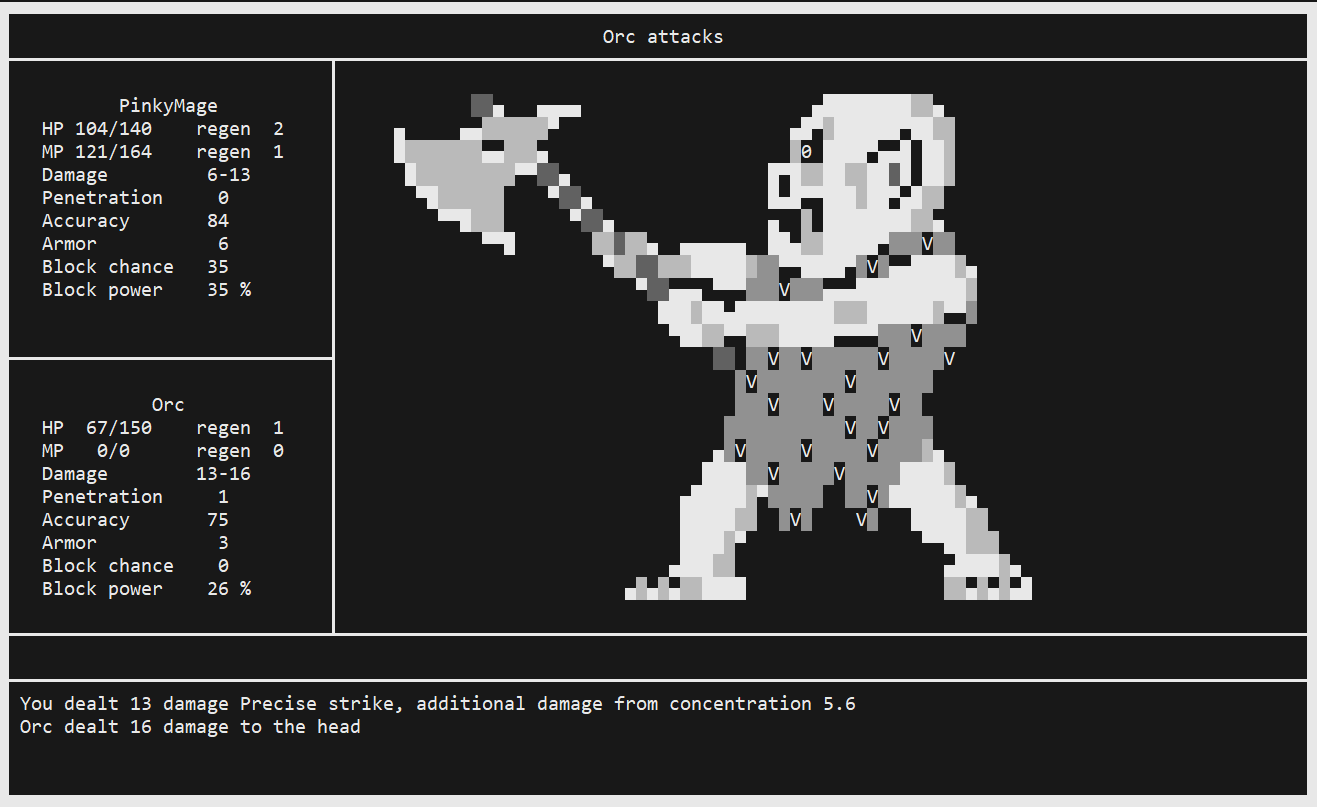 Orc attacks
PinkyMage
HP 104/140 regen 2
MP 121/164 regen 1
Damage 6-13
Penetration 0
Accuracy 84
Armor 6
Block chance 35
Block power 35 %
Orc
HP 67/150 regen 1
MP 0/0 regen 0
Damage 13-16
Penetration 1
Accuracy 75
Armor 3
Block chance 0
Block power 26 %
0
V
V
V
V
V V V V
V V
V V V
V V
V V V
V V
V
V V
You dealt 13 damage Precise strike, additional damage from concentration 5.6
Orc dealt 16 damage to the head